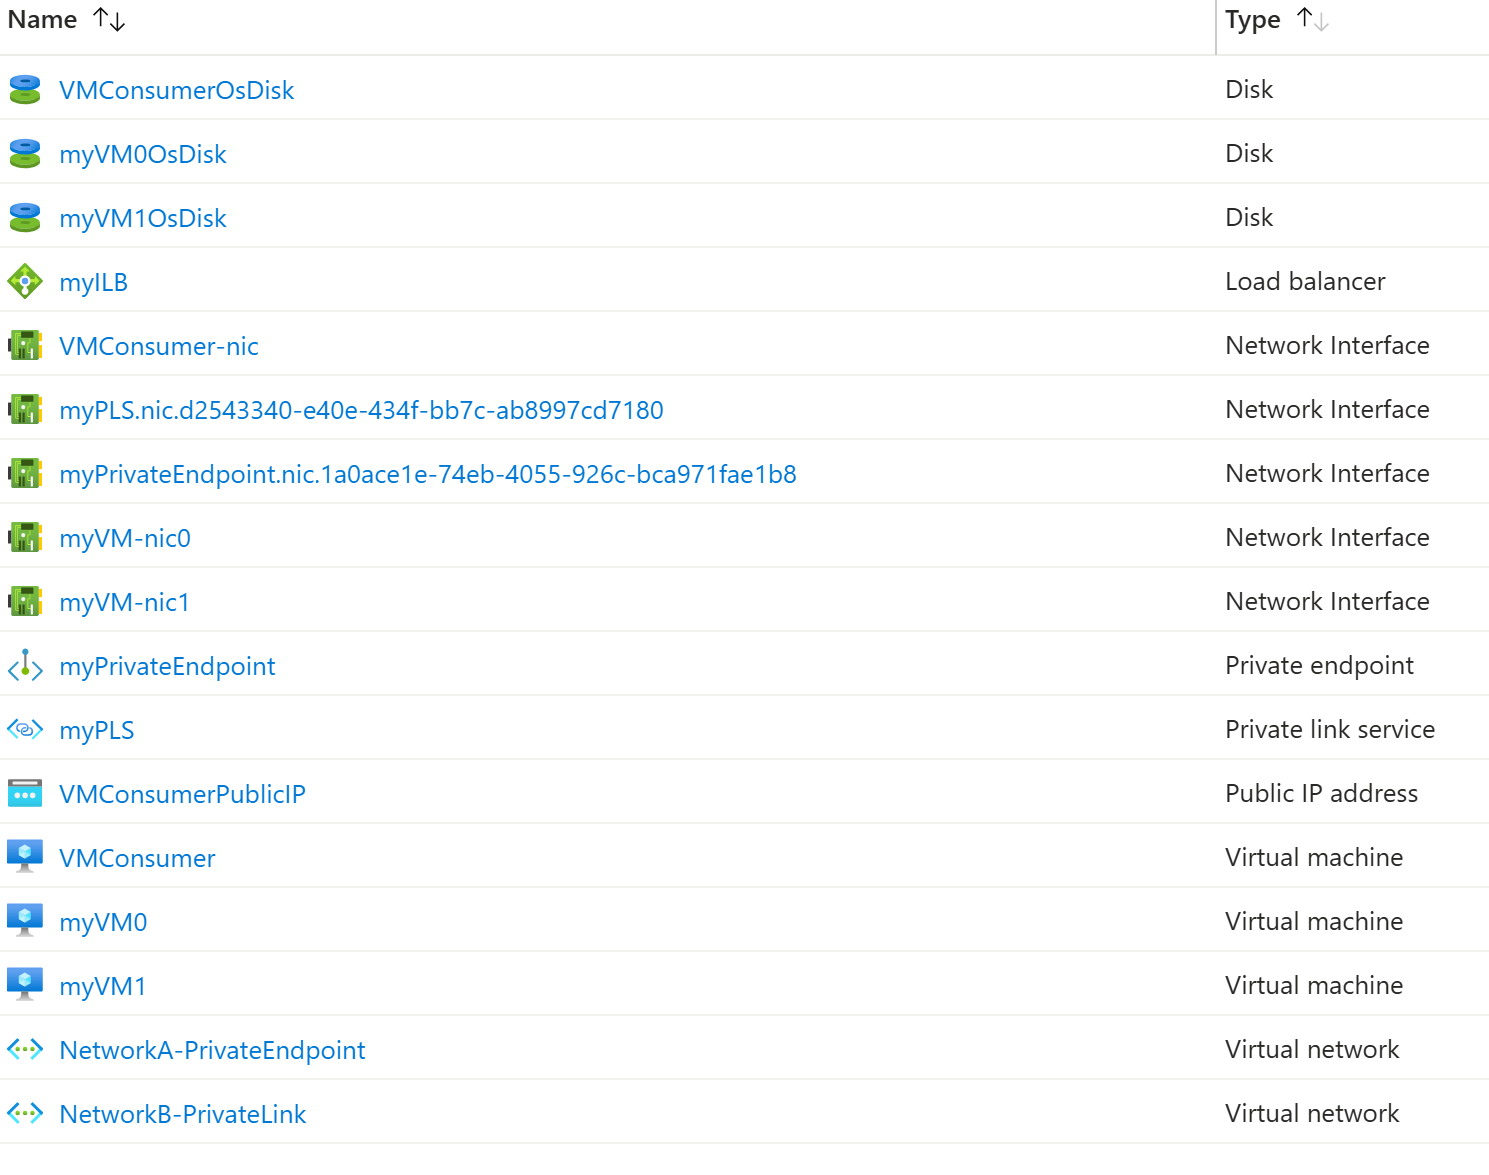 Name Type
VMConsumerOsDisk Disk
myVM0OsDisk Disk
myVM1OsDisk Disk
myILB Load balancer
VMConsumer-nic Network Interface
myPLS.nic.d2543340-e40e-434f-bb7c-ab8997cd7180 Network Interface
myPrivateEndpoint.nic.1a0ace1e-74eb-4055-926c-bca971fae1b8 Network Interface
myVM-nic0 Network Interface
myVM-nic1 Network Interface
myPrivateEndpoint Private endpoint
myPLS Private link service
VMConsumerPublicIP Public IP address
VMConsumer Virtual machine
myVM0 Virtual machine
myVM1 Virtual machine
NetworkA-PrivateEndpoint Virtual network
NetworkB-PrivateLink Virtual network